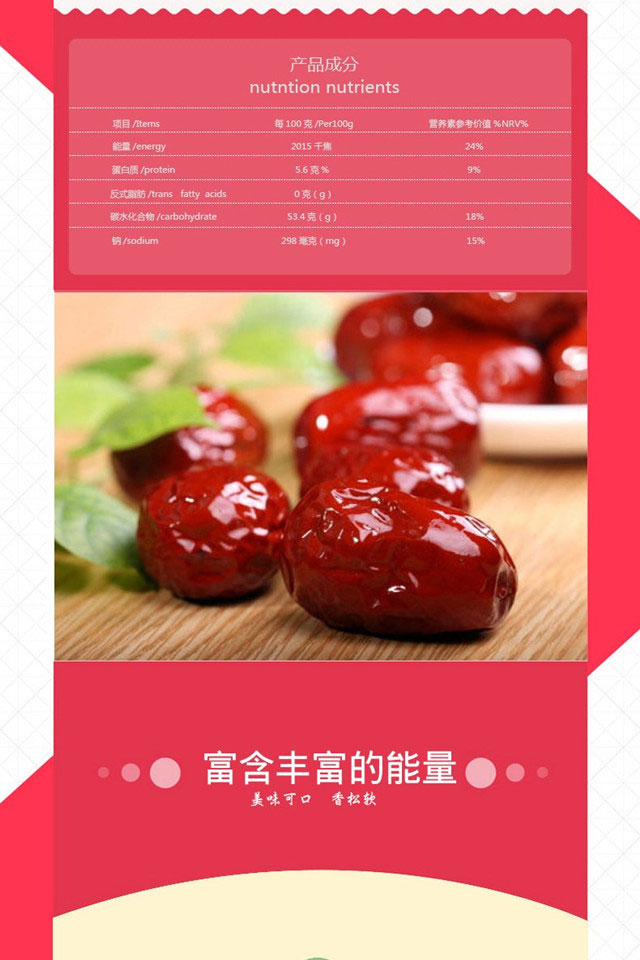 产品成分
nutntion nutrients
项目 /Items 每 100 克 /Per100g 营养素参考价值 %NRV%
能量 /energy 2015 千焦 24%
蛋白质 /protein 5.6 克 % 9%
反式脂肪 /trans fatty acids 0 克 ( g )
碳水化合物 /carbohydrate 53.4 克 ( g ) 18%
钠 /sodium 298 毫克 ( mg ) 15%
富含丰富的能量
美味可口 香松软